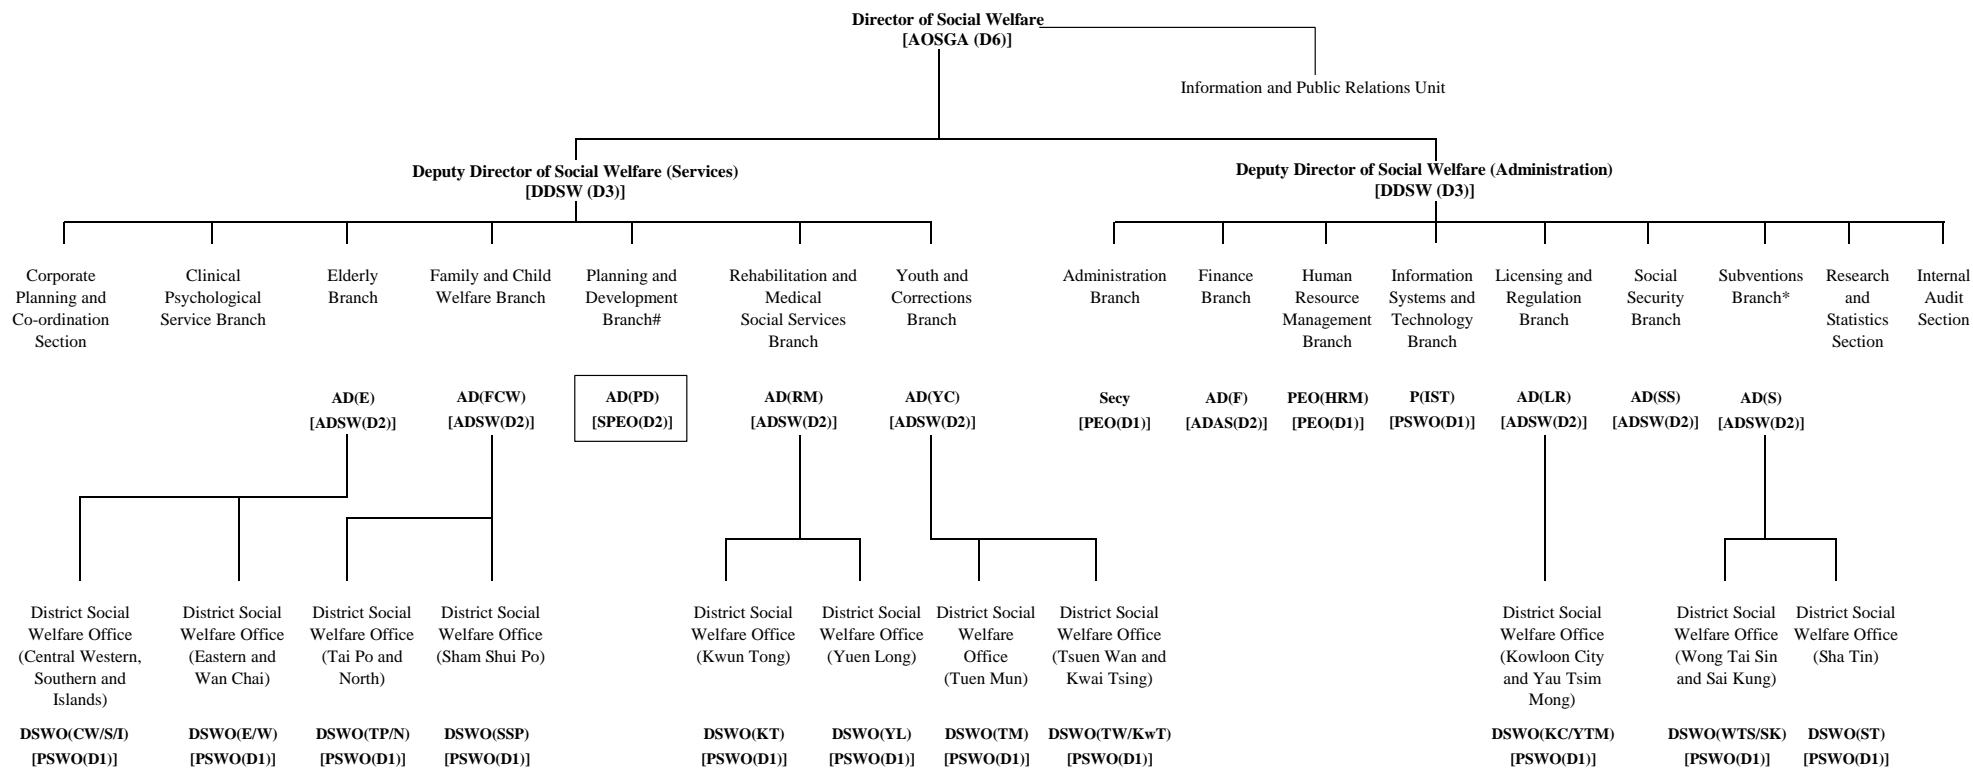 Director of Social Welfare
[AOSGA (D6)]
Information and Public Relations Unit
Deputy Director of Social Welfare (Services)
[DDSW (D3)]
Deputy Director of Social Welfare (Administration)
[DDSW (D3)]
Corporate
Planning and
Co-ordination
Section
Clinical
Psychological
Service Branch
Elderly
Branch
Family and Child
Welfare Branch
Planning and
Development
Branch#
Rehabilitation and
Medical
Social Services
Branch
Youth and
Corrections
Branch
Administration
Branch
Finance
Branch
Human
Resource
Management
Branch
Information
Systems and
Technology
Branch
Licensing and
Regulation
Branch
Social
Security
Branch
Subventions
Branch*
Research
and
Statistics
Section
Internal
Audit
Section
AD(E)
[ADSW(D2)]
AD(FCW)
[ADSW(D2)]
AD(PD)
[SPEO(D2)]
AD(RM)
[ADSW(D2)]
AD(YC)
[ADSW(D2)]
Secy
[PEO(D1)]
AD(F)
[ADAS(D2)]
PEO(HRM)
[PEO(D1)]
P(IST)
[PSWO(D1)]
AD(LR)
[ADSW(D2)]
AD(SS)
[ADSW(D2)]
AD(S)
[ADSW(D2)]
District Social
Welfare Office
(Central Western,
Southern and
Islands)
DSWO(CW/S/I)
[PSWO(D1)]
District Social
Welfare Office
(Eastern and
Wan Chai)
DSWO(E/W)
[PSWO(D1)]
District Social
Welfare Office
(Tai Po and
North)
DSWO(TP/N)
[PSWO(D1)]
District Social
Welfare Office
(Sham Shui Po)
DSWO(SSP)
[PSWO(D1)]
District Social
Welfare Office
(Kwun Tong)
DSWO(KT)
[PSWO(D1)]
District Social
Welfare Office
(Yuen Long)
DSWO(YL)
[PSWO(D1)]
District Social
Welfare
Office
(Tuen Mun)
DSWO(TM)
[PSWO(D1)]
District Social
Welfare Office
(Tsuen Wan and
Kwai Tsing)
DSWO(TW/KwT)
[PSWO(D1)]
District Social
Welfare Office
(Kowloon City
and Yau Tsim
Mong)
DSWO(KC/YTM)
[PSWO(D1)]
District Social
Welfare Office
(Wong Tai Sin
and Sai Kung)
DSWO(WTS/SK)
[PSWO(D1)]
District Social
Welfare Office
(Sha Tin)
DSWO(ST)
[PSWO(D1)]